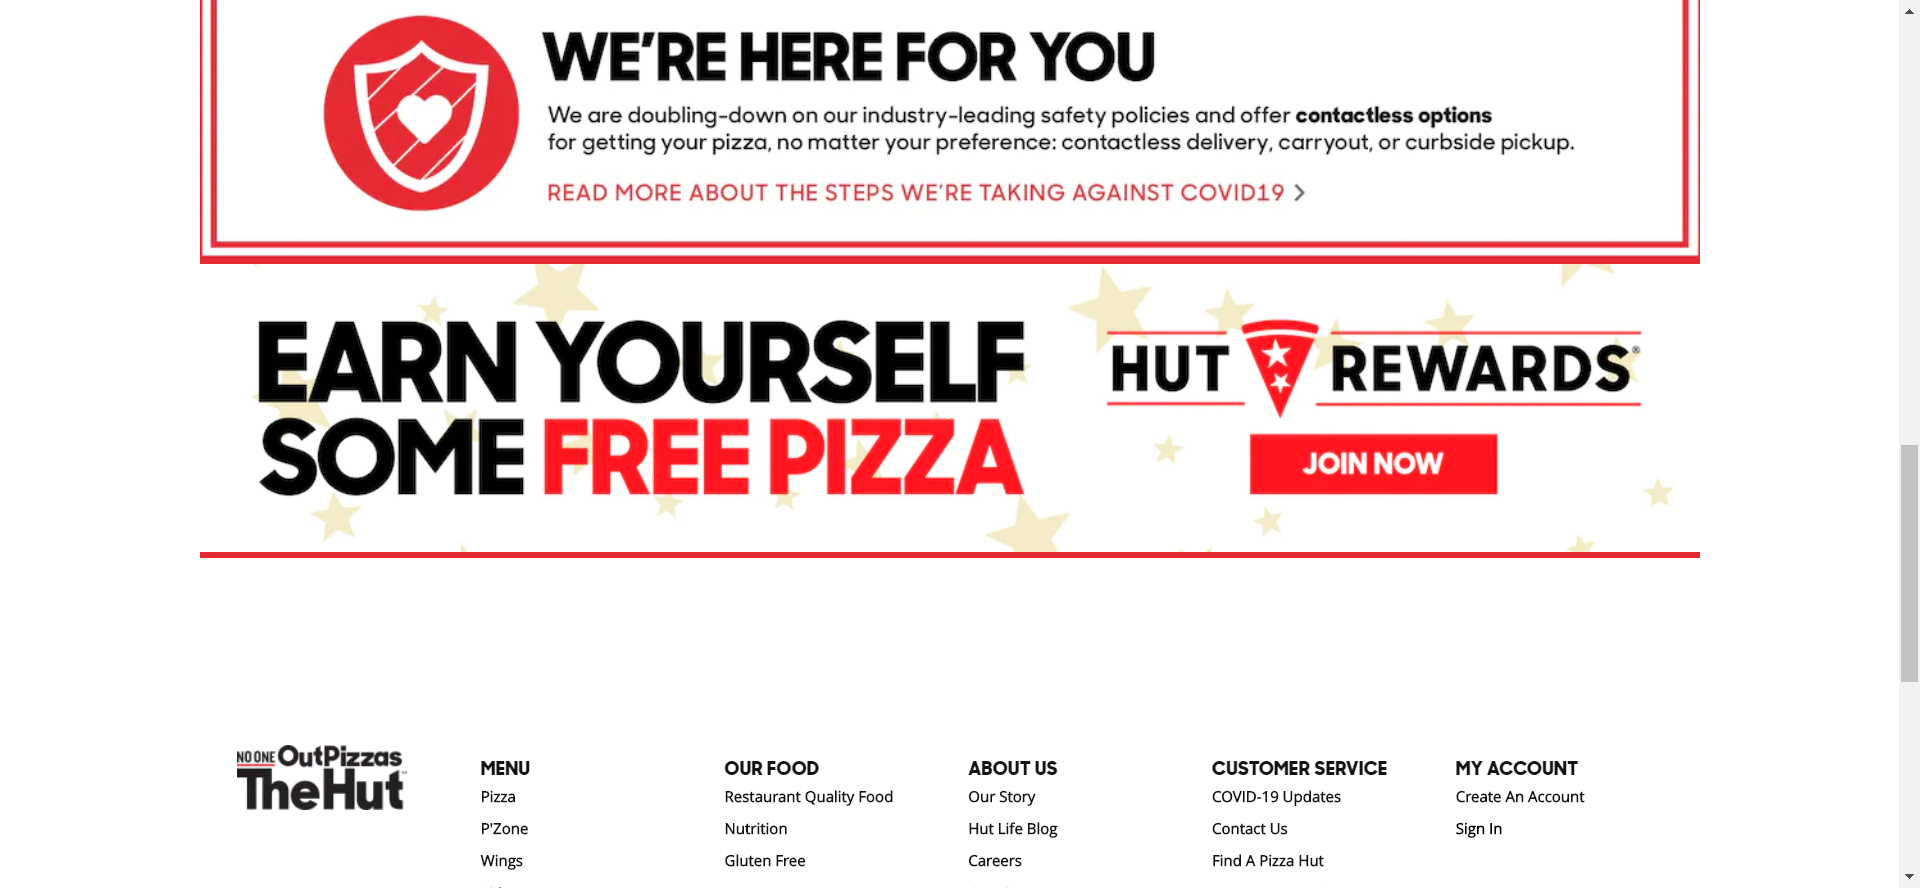 WE'RE HERE FOR YOU
We are doubling-down on our industry-leading safety policies and offer contactless options
for getting your pizza, no matter your preference: contactless delivery, carryout, or curbside pickup.
READ MORE ABOUT THE STEPS WE'RE TAKING AGAINST COVID19 >
EARN YOURSELF
SOME FREE PIZZA
HUT REWARDS®
JOIN NOW
NO ONE OutPizzas
TheHut™
MENU
Pizza
P'Zone
Wings
OUR FOOD
Restaurant Quality Food
Nutrition
Gluten Free
ABOUT US
Our Story
Hut Life Blog
Careers
CUSTOMER SERVICE
COVID-19 Updates
Contact Us
Find A Pizza Hut
MY ACCOUNT
Create An Account
Sign In